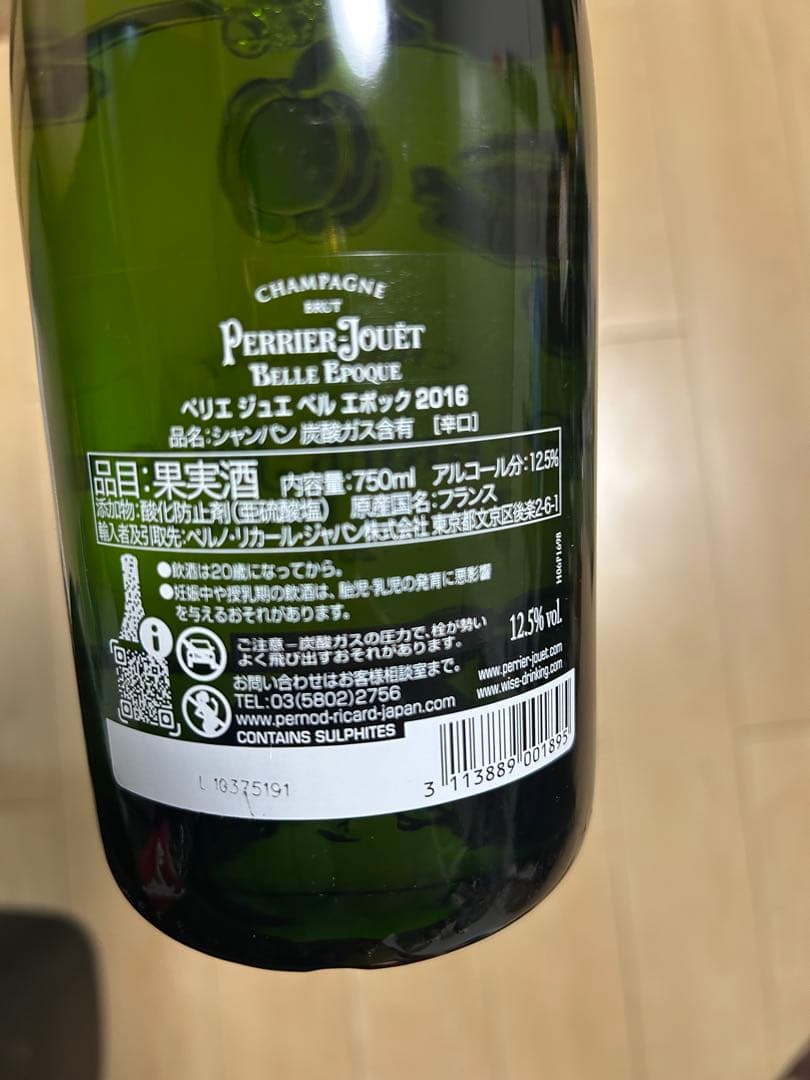 CHAMPAGNE
BRUT
PERRIER-JOUËT
BELLE EPOQUE
ペリエ ジュエ ベル エポック 2016
品名:シャンパン 炭酸ガス含有 [辛口]
品目:果実酒 内容量:750ml アルコール分:12.5%
添加物:酸化防止剤(亜硫酸塩) 原産国名:フランス
輸入者及引取先:ペルノ・リカール・ジャパン株式会社 東京都文京区後楽2-6-1
●飲酒は20歳になってから。
●妊娠中や授乳期の飲酒は、胎児・乳児の発育に悪影響
を与えるおそれがあります。
ご注意-炭酸ガスの圧力で、栓が勢い
よく飛び出すおそれがあります。
お問い合わせはお客様相談室まで。
TEL:03(5802)2756
www.pernod-ricard-japan.com
CONTAINS SULPHITES
12.5% vol.
www.perrier-jouet.com
www.wise-drinking.com
L 10375191
3 113889 001895